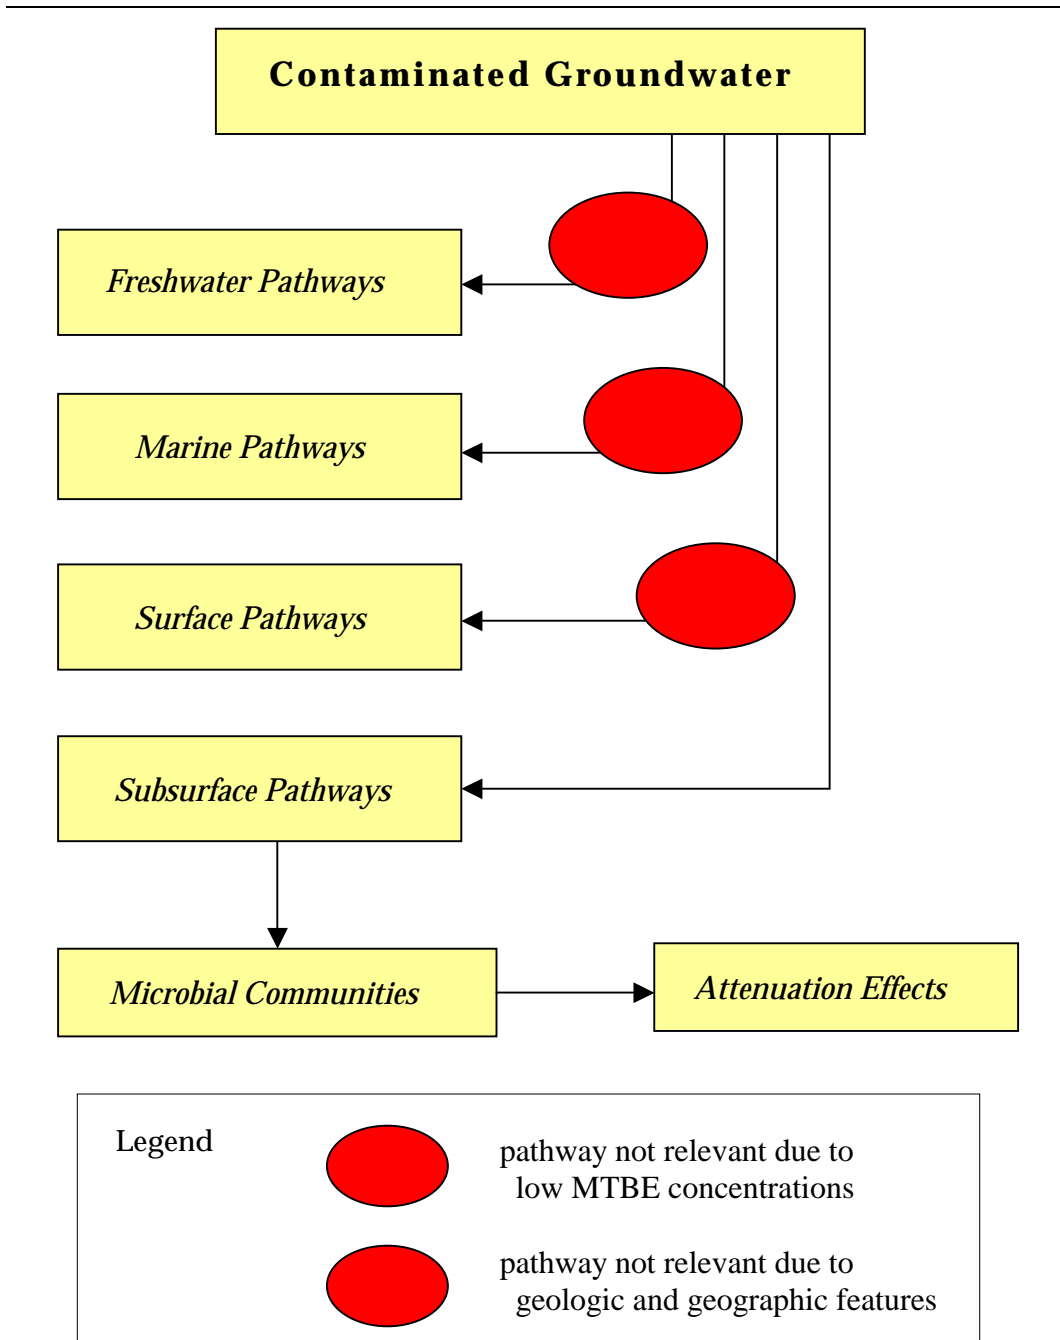 Contaminated Groundwater
Freshwater Pathways
Marine Pathways
Surface Pathways
Subsurface Pathways
Microbial Communities
Attenuation Effects
Legend
pathway not relevant due to
low MTBE concentrations
pathway not relevant due to
geologic and geographic features